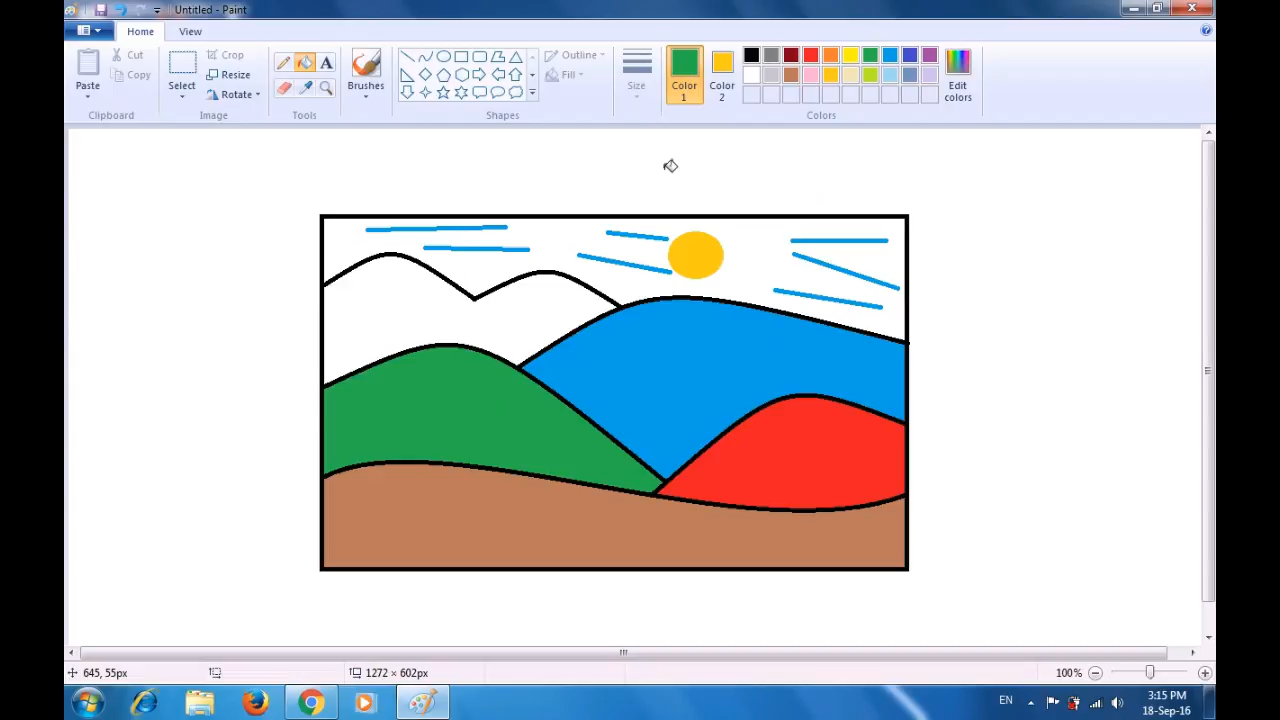 Untitled - Paint
Home View
Paste
Cut
Copy
Clipboard
Select
Crop
Resize
Rotate
Image
A
Tools
Brushes
Outline
Fill
Shapes
Size
Color 1
Color 2
Edit colors
Colors
645, 55px
1272 × 602px
100%
EN
3:15 PM
18-Sep-16